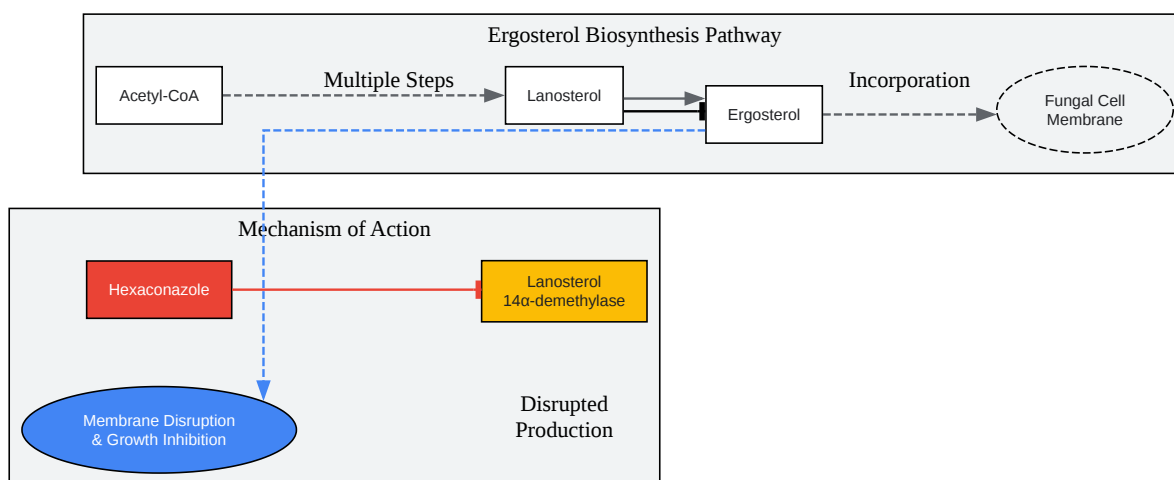 Ergosterol Biosynthesis Pathway
Acetyl-CoA
Multiple Steps
Lanosterol
Ergosterol
Incorporation
Fungal Cell
Membrane
Mechanism of Action
Hexaconazole
Lanosterol
14α-demethylase
Membrane Disruption
& Growth Inhibition
Disrupted
Production